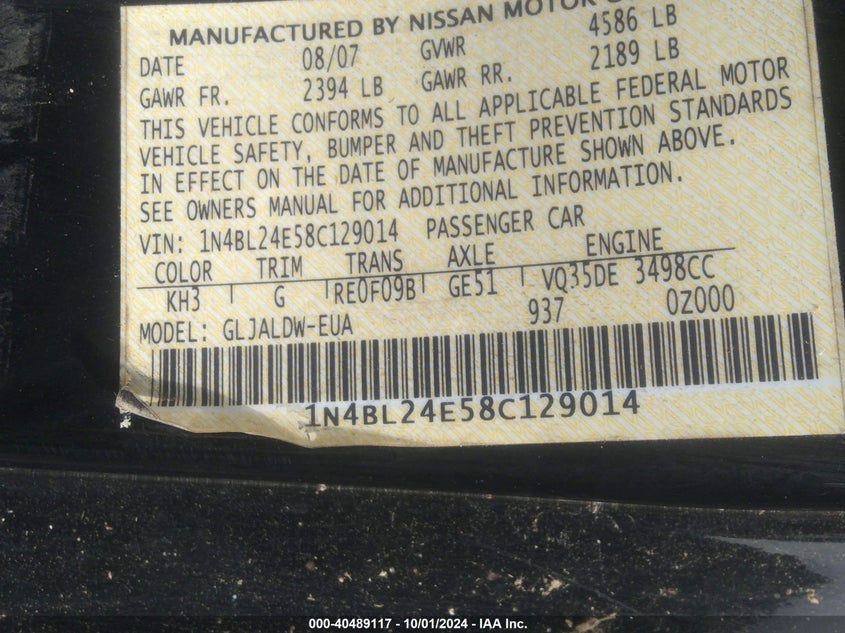 MANUFACTURED BY NISSAN MOTOR
DATE 08/07 GVWR 4586 LB
GAWR FR. 2394 LB GAWR RR. 2189 LB
THIS VEHICLE CONFORMS TO ALL APPLICABLE FEDERAL MOTOR
VEHICLE SAFETY, BUMPER AND THEFT PREVENTION STANDARDS
IN EFFECT ON THE DATE OF MANUFACTURE SHOWN ABOVE.
SEE OWNERS MANUAL FOR ADDITIONAL INFORMATION.
VIN: 1N4BL24E58C129014 PASSENGER CAR
COLOR TRIM TRANS AXLE ENGINE
KH3 G RE0F09B GE51 VQ35DE 3498CC
937 0Z000
MODEL: GLJALDW-EUA
1N4BL24E58C129014
000-40489117 - 10/01/2024 - IAA Inc.